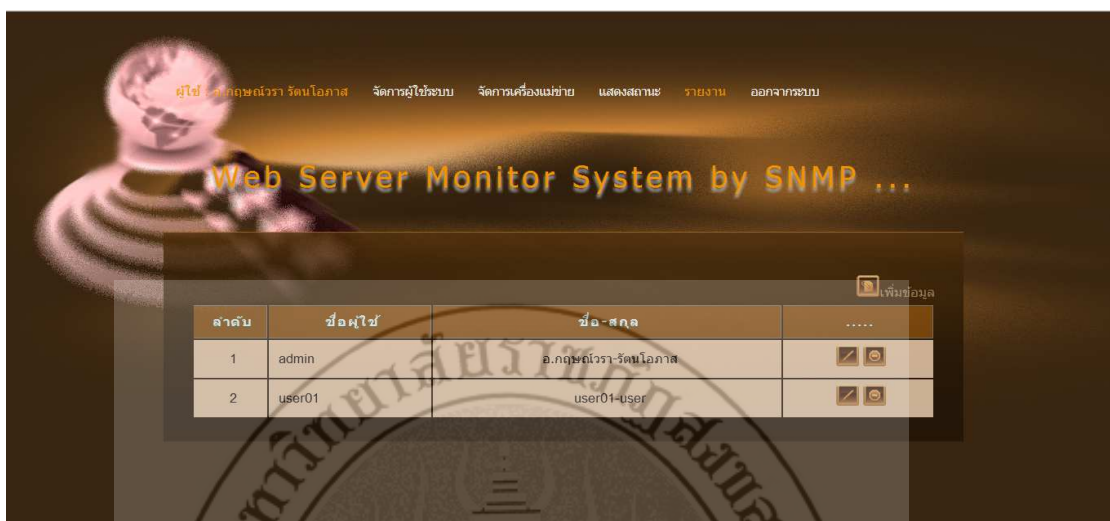 ผู้ใช้ : อ.กฤษณ์วรา รัตนโอภาส จัดการผู้ใช้ระบบ จัดการเครื่องแม่ข่าย แสดงสถานะ รายงาน ออกจากระบบ
Web Server Monitor System by SNMP ...
เพิ่มข้อมูล
ลำดับ ชื่อผู้ใช้ ชื่อ-สกุล .....
1 admin อ.กฤษณ์วรา-รัตนโอภาส
2 user01 user01-user